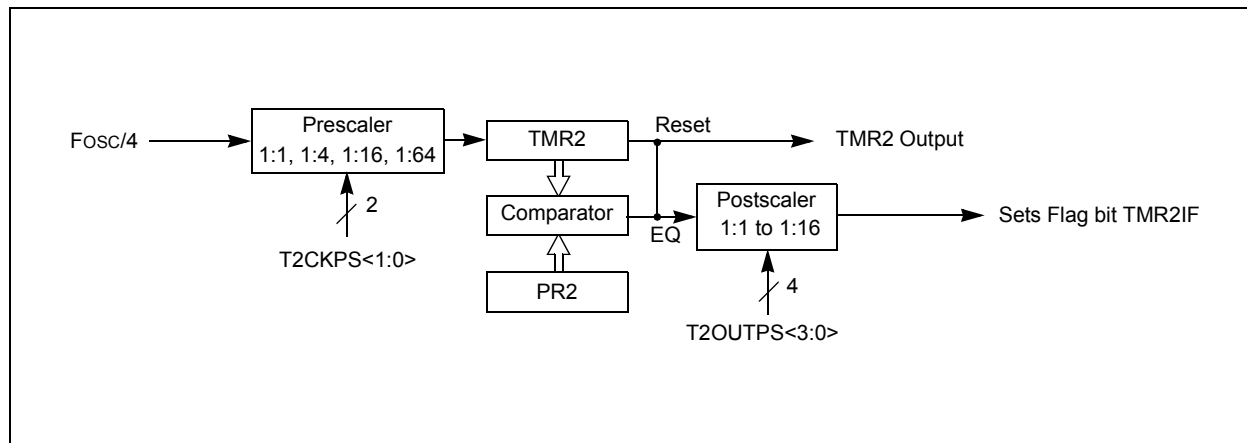 Fosc/4
Prescaler
1:1, 1:4, 1:16, 1:64
2
T2CKPS<1:0>
TMR2
Reset
TMR2 Output
Comparator
EQ
Postscaler
1:1 to 1:16
Sets Flag bit TMR2IF
PR2
4
T2OUTPS<3:0>